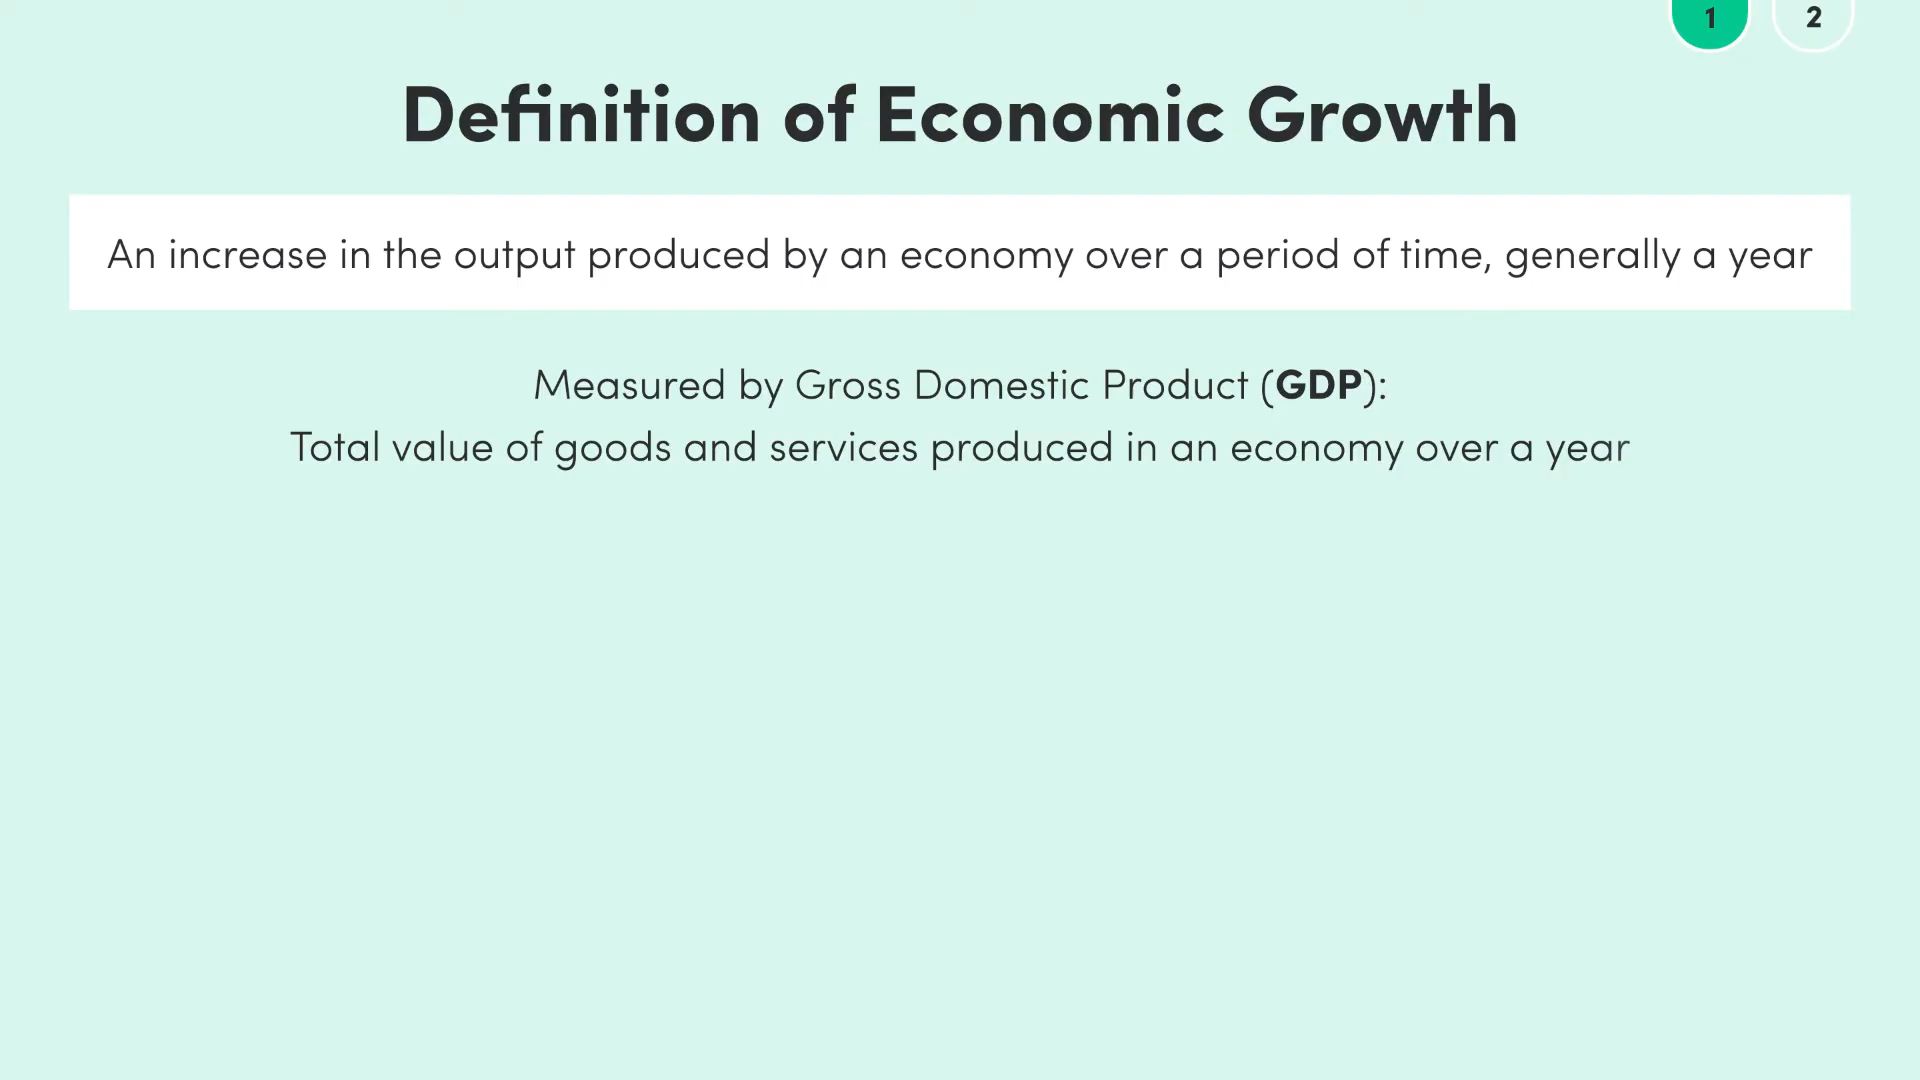 1 2
Definition of Economic Growth
An increase in the output produced by an economy over a period of time, generally a year
Measured by Gross Domestic Product (GDP):
Total value of goods and services produced in an economy over a year